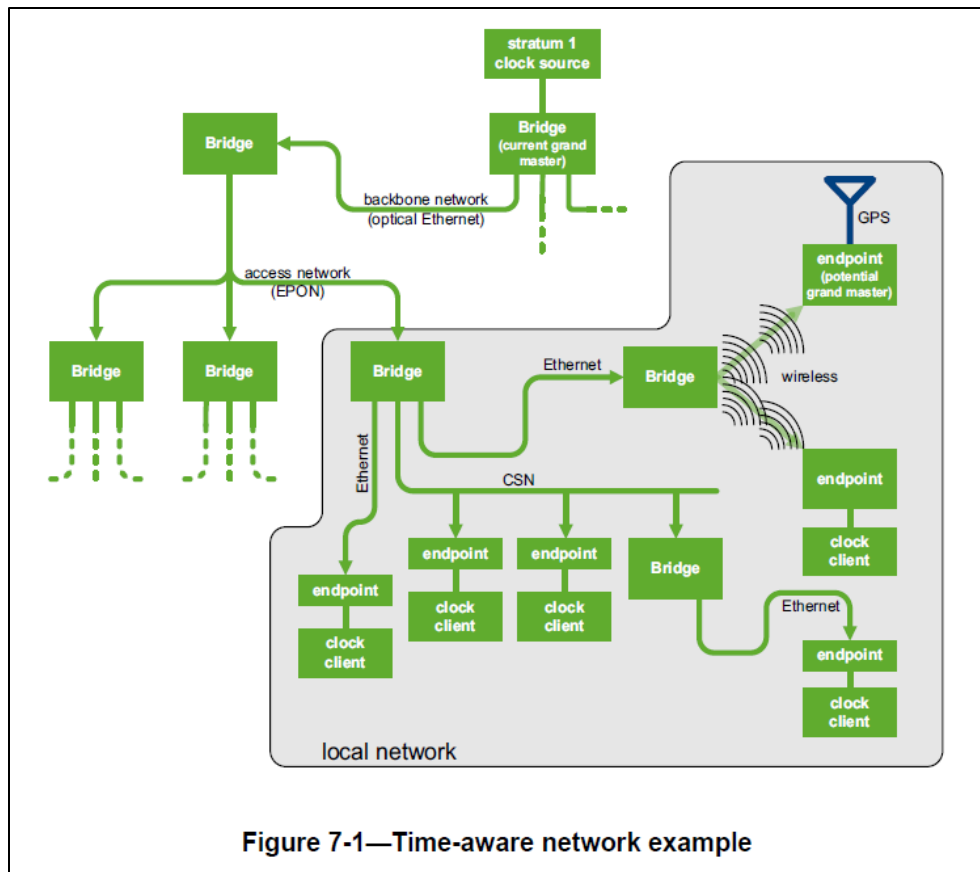 stratum 1
clock source
Bridge
(current grand
master)
Bridge
backbone network
(optical Ethernet)
GPS
endpoint
(potential
grand master)
access network
(EPON)
Bridge
Bridge
Bridge
Ethernet
Bridge
wireless
Ethernet
CSN
endpoint
clock
client
endpoint
clock
client
endpoint
clock
client
Bridge
endpoint
clock
client
Ethernet
endpoint
clock
client
local network
Figure 7-1—Time-aware network example